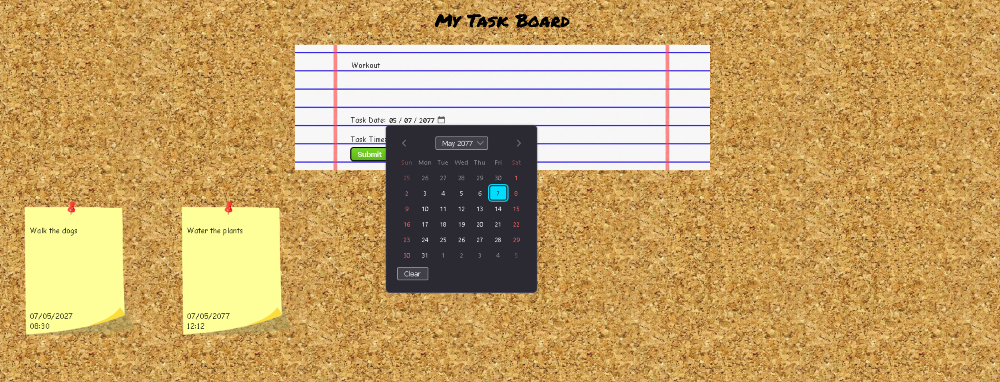 My Task Board
Workout
Task Date: 05 / 07 / 2077
Task Time:
Submit
May 2077
Sun Mon Tue Wed Thu Fri Sat
25 26 27 28 29 30 1
2 3 4 5 6 7 8
9 10 11 12 13 14 15
16 17 18 19 20 21 22
23 24 25 26 27 28 29
30 31 1 2 3 4 5
Clear
Walk the dogs
07/05/2027
08:30
Water the plants
07/05/2077
12:12